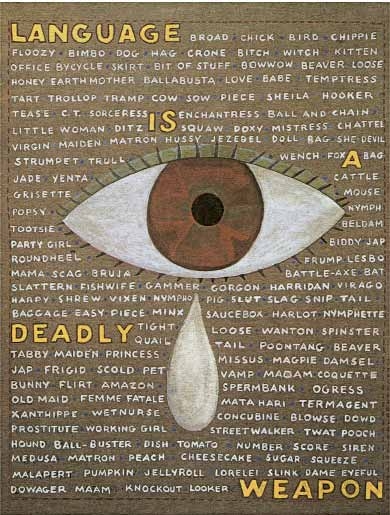 LANGUAGE BROAD · CHICK · BIRD · CHIPPIE
FLOOZY · BIMBO · DOG · HAG · CRONE · BITCH · WITCH · KITTEN
OFFICE BYCYCLE · SKIRT · BIT OF STUFF · BOWWOW · BEAVER · LOOSE
HONEY · EARTH MOTHER · BALLABUSTA · LOVE · BABE · TEMPTRESS
TART · TROLLOP · TRAMP · COW · SOW · PIECE · SHEILA · HOOKER
TEASE · C.T. · SORCERESS IS ENCHANTRESS · BALL AND CHAIN
LITTLE WOMAN · DITZ SQUAW · DOXY · MISTRESS · CHATTEL
VIRGIN · MAIDEN · MATRON · HUSSY · JEZEBEL · DOLL · BAG · SHE-DEVIL
STRUMPET · TRULL WENCH · FOX A BAG
JADE · YENTA CATTLE
GRISETTE MOUSE
POPSY NYMPH
TOOTSIE BELDAM
PARTY GIRL BIDDY · JAP
ROUNDHEEL FRUMP · LESBO
MAMA · SCAG · BRUJA BATTLE-AXE · BAT
SLATTERN · FISHWIFE · GAMMER GORGON · HARRIDAN · VIRAGO
HARPY · SHREW · VIXEN · NYMPHO PIG · SLUT · SLAG · SNIP · TAIL
BAGGAGE · EASY PIECE · MINX SAUCEBOX · HARLOT · NYMPHETTE
DEADLY TIGHT LOOSE · WANTON · SPINSTER
QUAIL TAIL · POONTANG · BEAVER
TABBY · MAIDEN · PRINCESS MISSUS · MAGPIE · DAMSEL
JAP · FRIGID · SCOLD · PET VAMP · MADAM · COQUETTE
BUNNY · FLIRT · AMAZON SPERMBANK · OGRESS
OLD MAID · FEMME FATALE MATA HARI · TERMAGENT
XANTHIPPE · WETNURSE CONCUBINE · BLOWSE · DOWD
PROSTITUTE · WORKING GIRL STREETWALKER · TWAT · POOCH
HOUND · BALL-BUSTER · DISH · TOMATO · NUMBER · SCORE · SIREN
MEDUSA · MATRON · PEACH · CHEESECAKE · SUGAR · SQUEEZE
MALAPERT · PUMPKIN · JELLYROLL · LORELEI · SLINK · DAME · EYEFUL
DOWAGER · MAAM · KNOCKOUT · LOOKER WEAPON